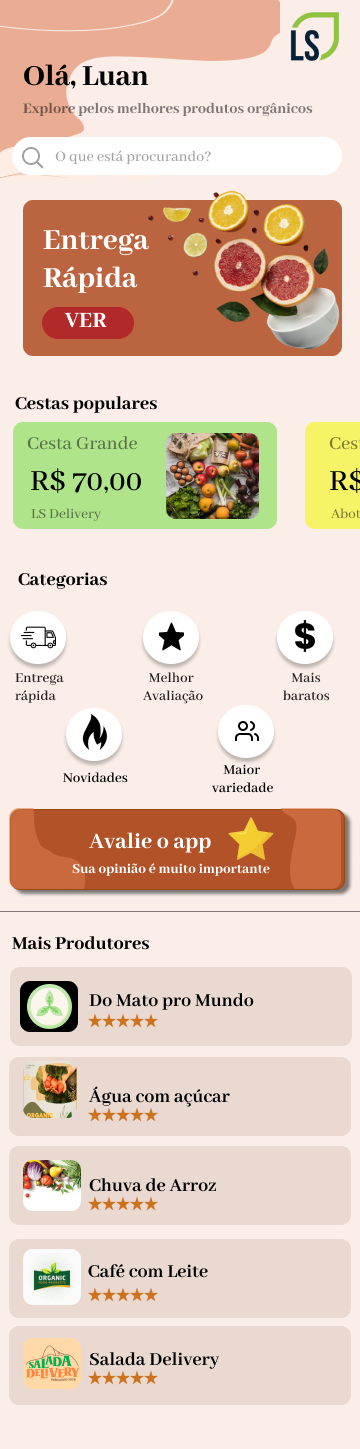 LS
Olá, Luan
Explore pelos melhores produtos orgânicos
O que está procurando?
Entrega
Rápida
VER
Cestas populares
Cesta Grande
R$ 70,00
LS Delivery
Ces
R$
Abot
Categorias
Entrega
rápida
Melhor
Avaliação
$
Mais
baratos
Novidades
Maior
variedade
Avalie o app
Sua opinião é muito importante
Mais Produtores
Do Mato pro Mundo
ORGANIC
Água com açúcar
Chuva de Arroz
ORGANIC
Café com Leite
SALADA
DELIVERY
Salada Delivery